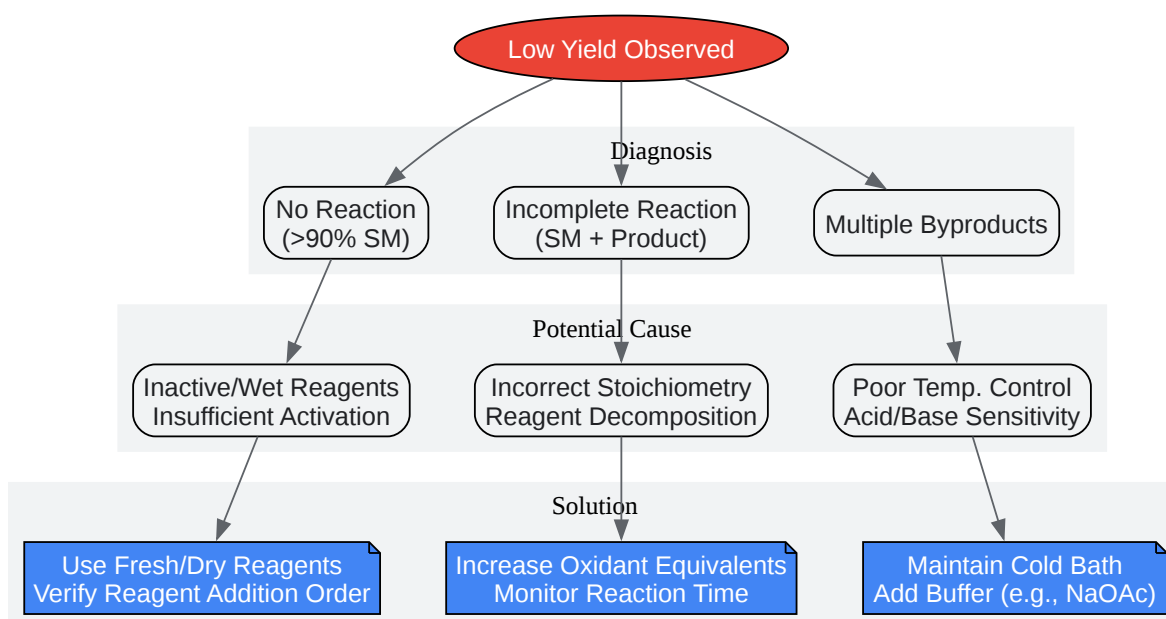 Low Yield Observed
Diagnosis
No Reaction
(>90% SM)
Incomplete Reaction
(SM + Product)
Multiple Byproducts
Potential Cause
Inactive/Wet Reagents
Insufficient Activation
Incorrect Stoichiometry
Reagent Decomposition
Poor Temp. Control
Acid/Base Sensitivity
Solution
Use Fresh/Dry Reagents
Verify Reagent Addition Order
Increase Oxidant Equivalents
Monitor Reaction Time
Maintain Cold Bath
Add Buffer (e.g., NaOAc)